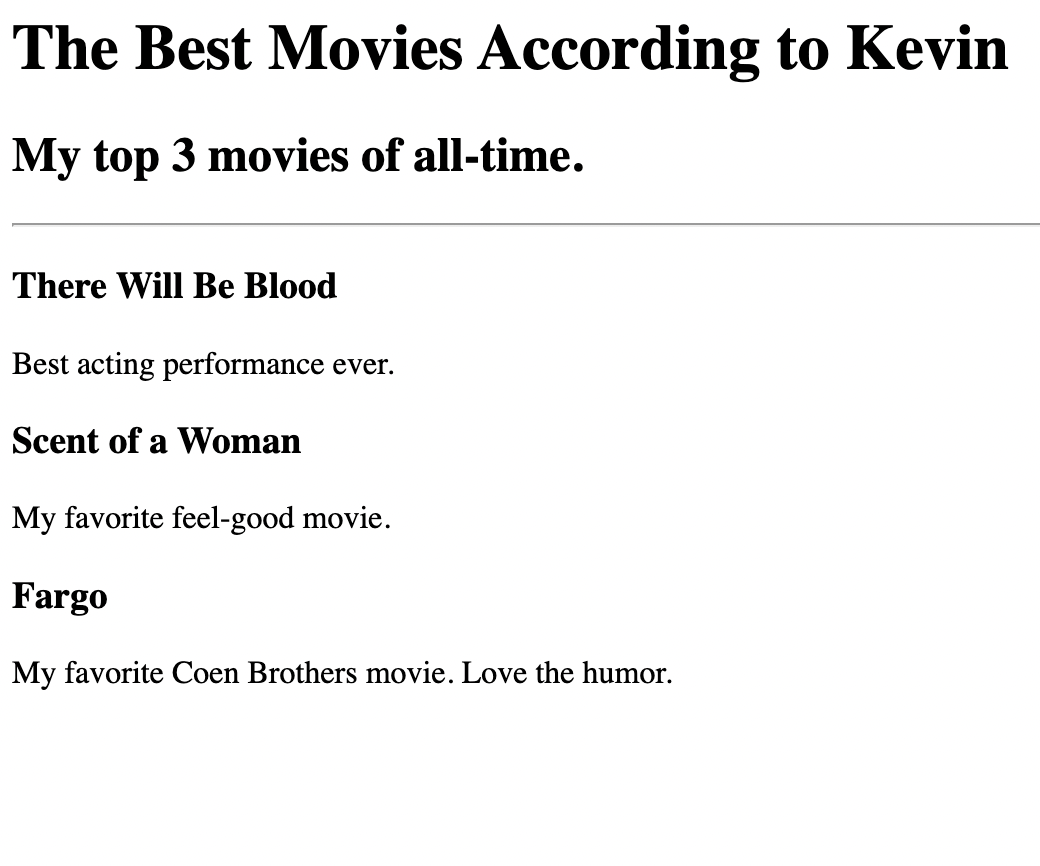 The Best Movies According to Kevin
My top 3 movies of all-time.
There Will Be Blood
Best acting performance ever.
Scent of a Woman
My favorite feel-good movie.
Fargo
My favorite Coen Brothers movie. Love the humor.